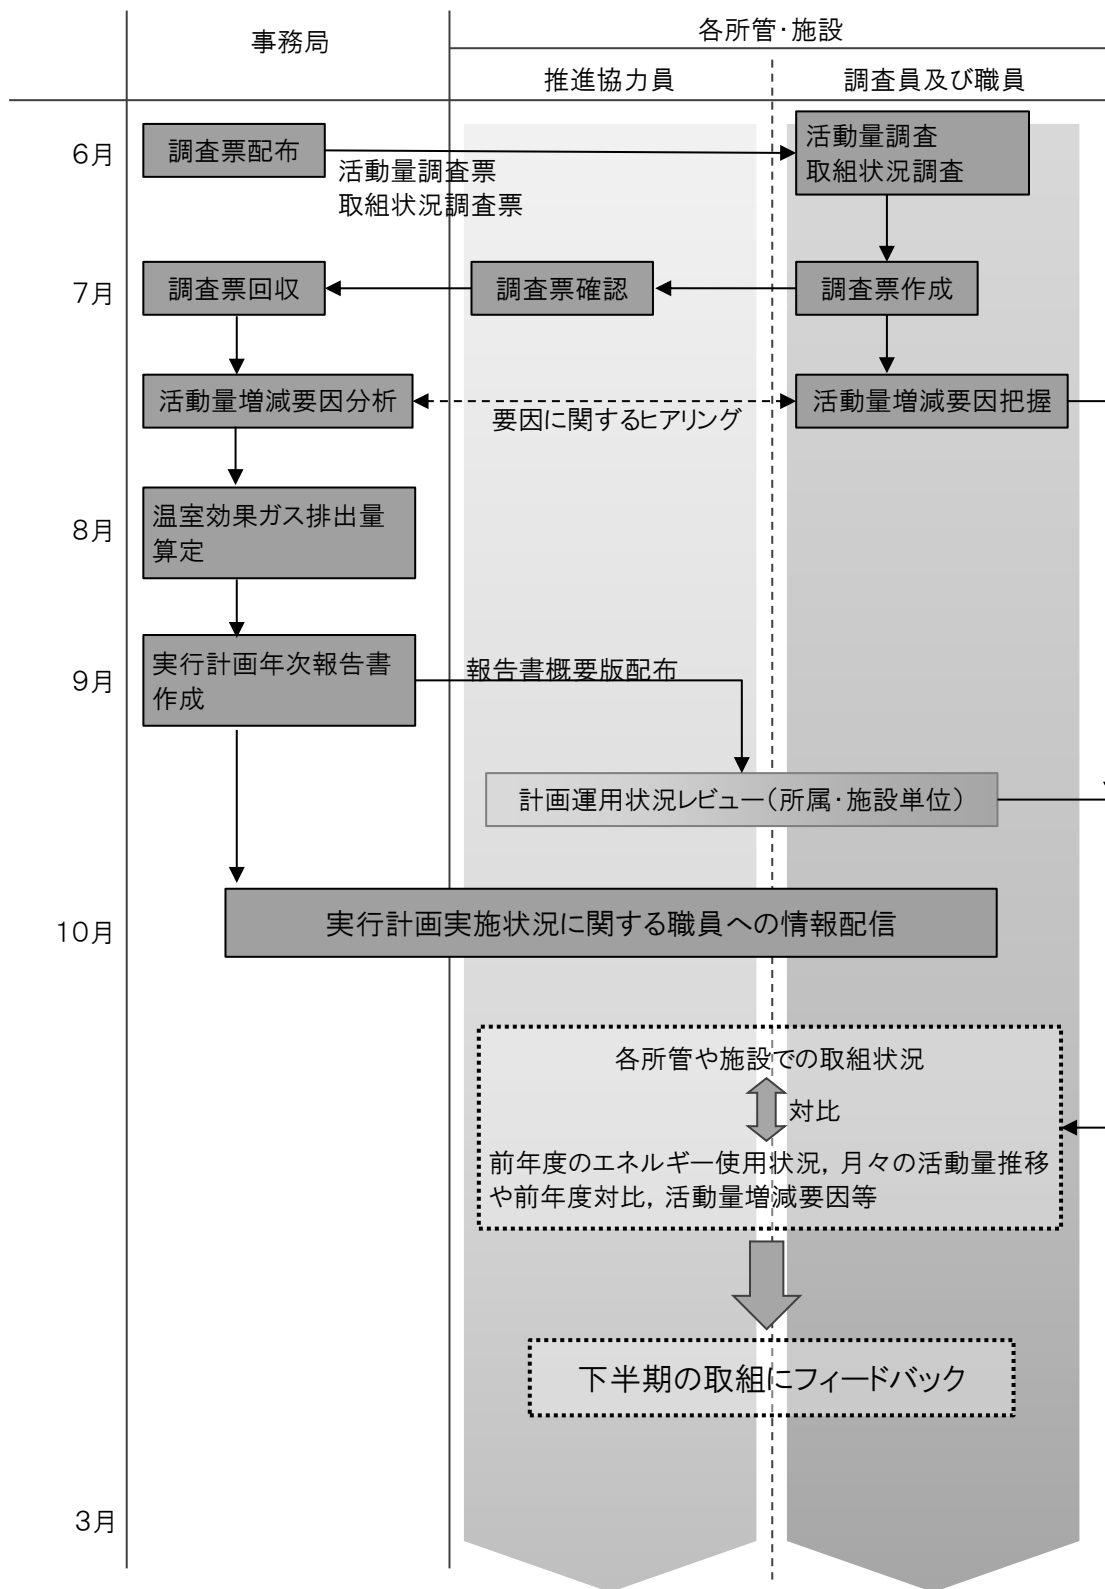 事務局
各所管・施設
推進協力員
調査員及び職員
6月
調査票配布
活動量調査票
取組状況調査票
活動量調査
取組状況調査
7月
調査票回収
調査票確認
調査票作成
活動量増減要因分析
要因に関するヒアリング
活動量増減要因把握
8月
温室効果ガス排出量
算定
9月
実行計画年次報告書
作成
報告書概要版配布
計画運用状況レビュー（所属・施設単位）
10月
実行計画実施状況に関する職員への情報配信
各所管や施設での取組状況
対比
前年度のエネルギー使用状況，月々の活動量推移
や前年度対比，活動量増減要因等
下半期の取組にフィードバック
3月